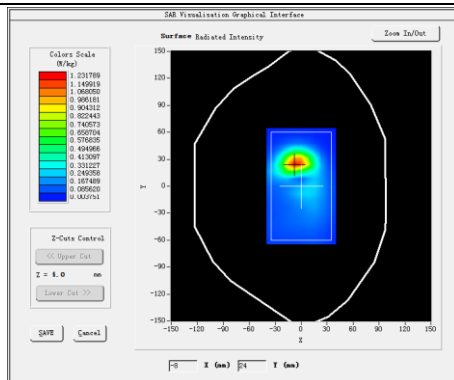 SAR Visualisation Graphical Interface
Surface Radiated Intensity
Zoom In/Out
Colors Scale
(W/kg)
1.231789
1.149919
1.068050
0.986181
0.904312
0.822443
0.740573
0.658704
0.576835
0.494966
0.413097
0.331227
0.249358
0.167489
0.085620
0.003751
150
120
90
60
30
0
-30
-60
-90
-120
-150
Y
-150 -120 -90 -60 -30 0 30 60 90 120 150
X
Z-Cuts Control
<< Upper Cut
Z = 4.0 mm
Lower Cut >>
SAVE Cancel
-8 X (mm) 24 Y (mm)